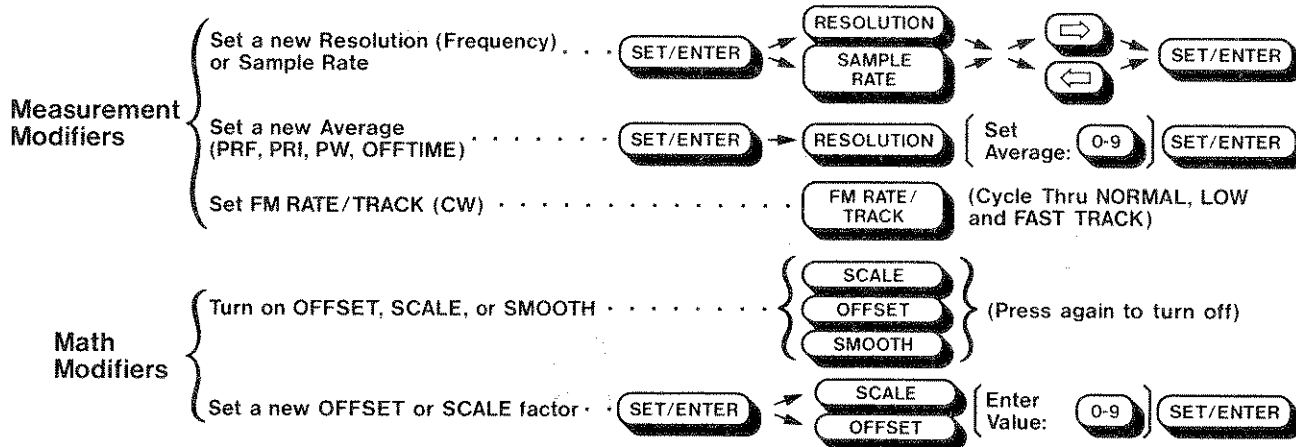 Measurement
Modifiers
Set a new Resolution (Frequency) · · ·
or Sample Rate
SET/ENTER
RESOLUTION
SAMPLE
RATE
SET/ENTER
Set a new Average · · · · · · · ·
(PRF, PRI, PW, OFFTIME)
SET/ENTER
RESOLUTION
Set
Average:
0-9
SET/ENTER
Set FM RATE/TRACK (CW) · · · · · · · · · · · · · ·
FM RATE/
TRACK
(Cycle Thru NORMAL, LOW
and FAST TRACK)
Math
Modifiers
Turn on OFFSET, SCALE, or SMOOTH · · · · · · · ·
SCALE
OFFSET
SMOOTH
(Press again to turn off)
Set a new OFFSET or SCALE factor · ·
SET/ENTER
SCALE
OFFSET
Enter
Value:
0-9
SET/ENTER